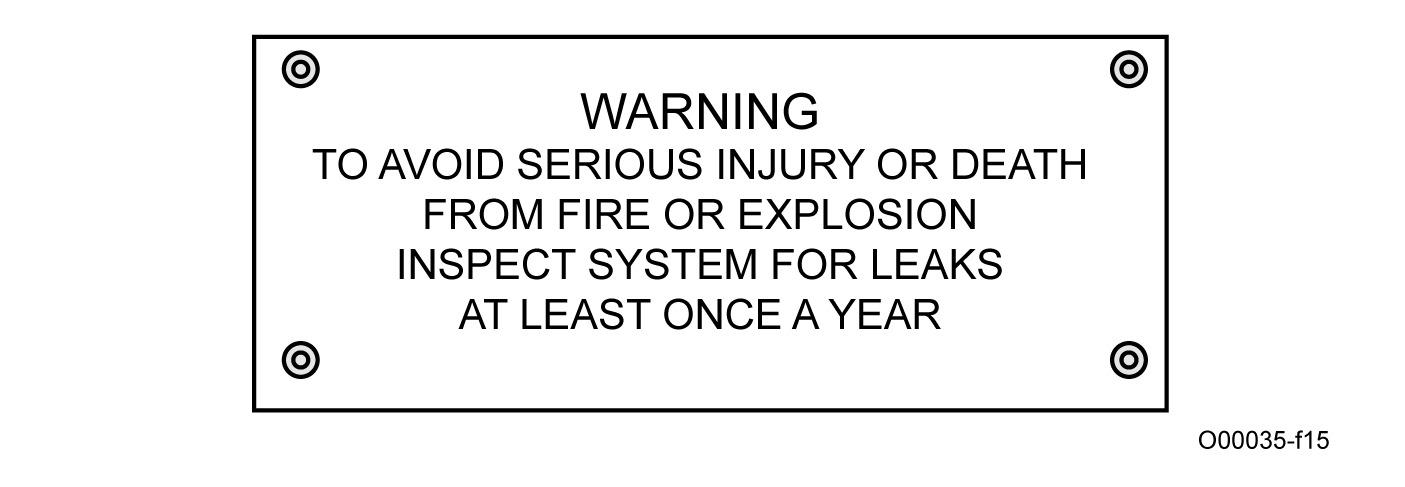 WARNING
TO AVOID SERIOUS INJURY OR DEATH
FROM FIRE OR EXPLOSION
INSPECT SYSTEM FOR LEAKS
AT LEAST ONCE A YEAR
O00035-f15